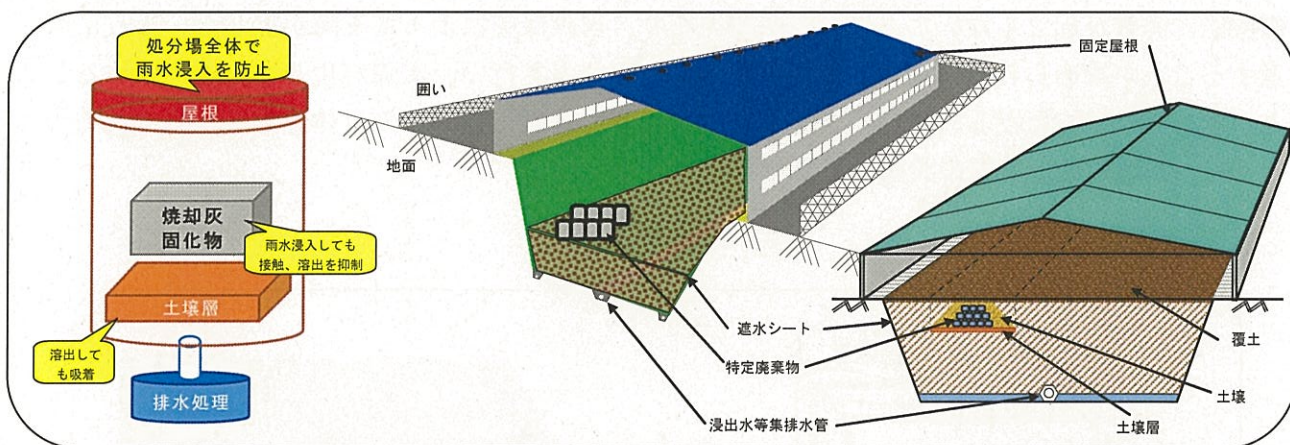 処分場全体で
雨水浸入を防止
屋根
焼却灰
固化物
雨水浸入しても
接触、溶出を抑制
土壌層
溶出して
も吸着
排水処理
囲い
地面
固定屋根
遮水シート
特定廃棄物
浸出水等集排水管
覆土
土壌
土壌層